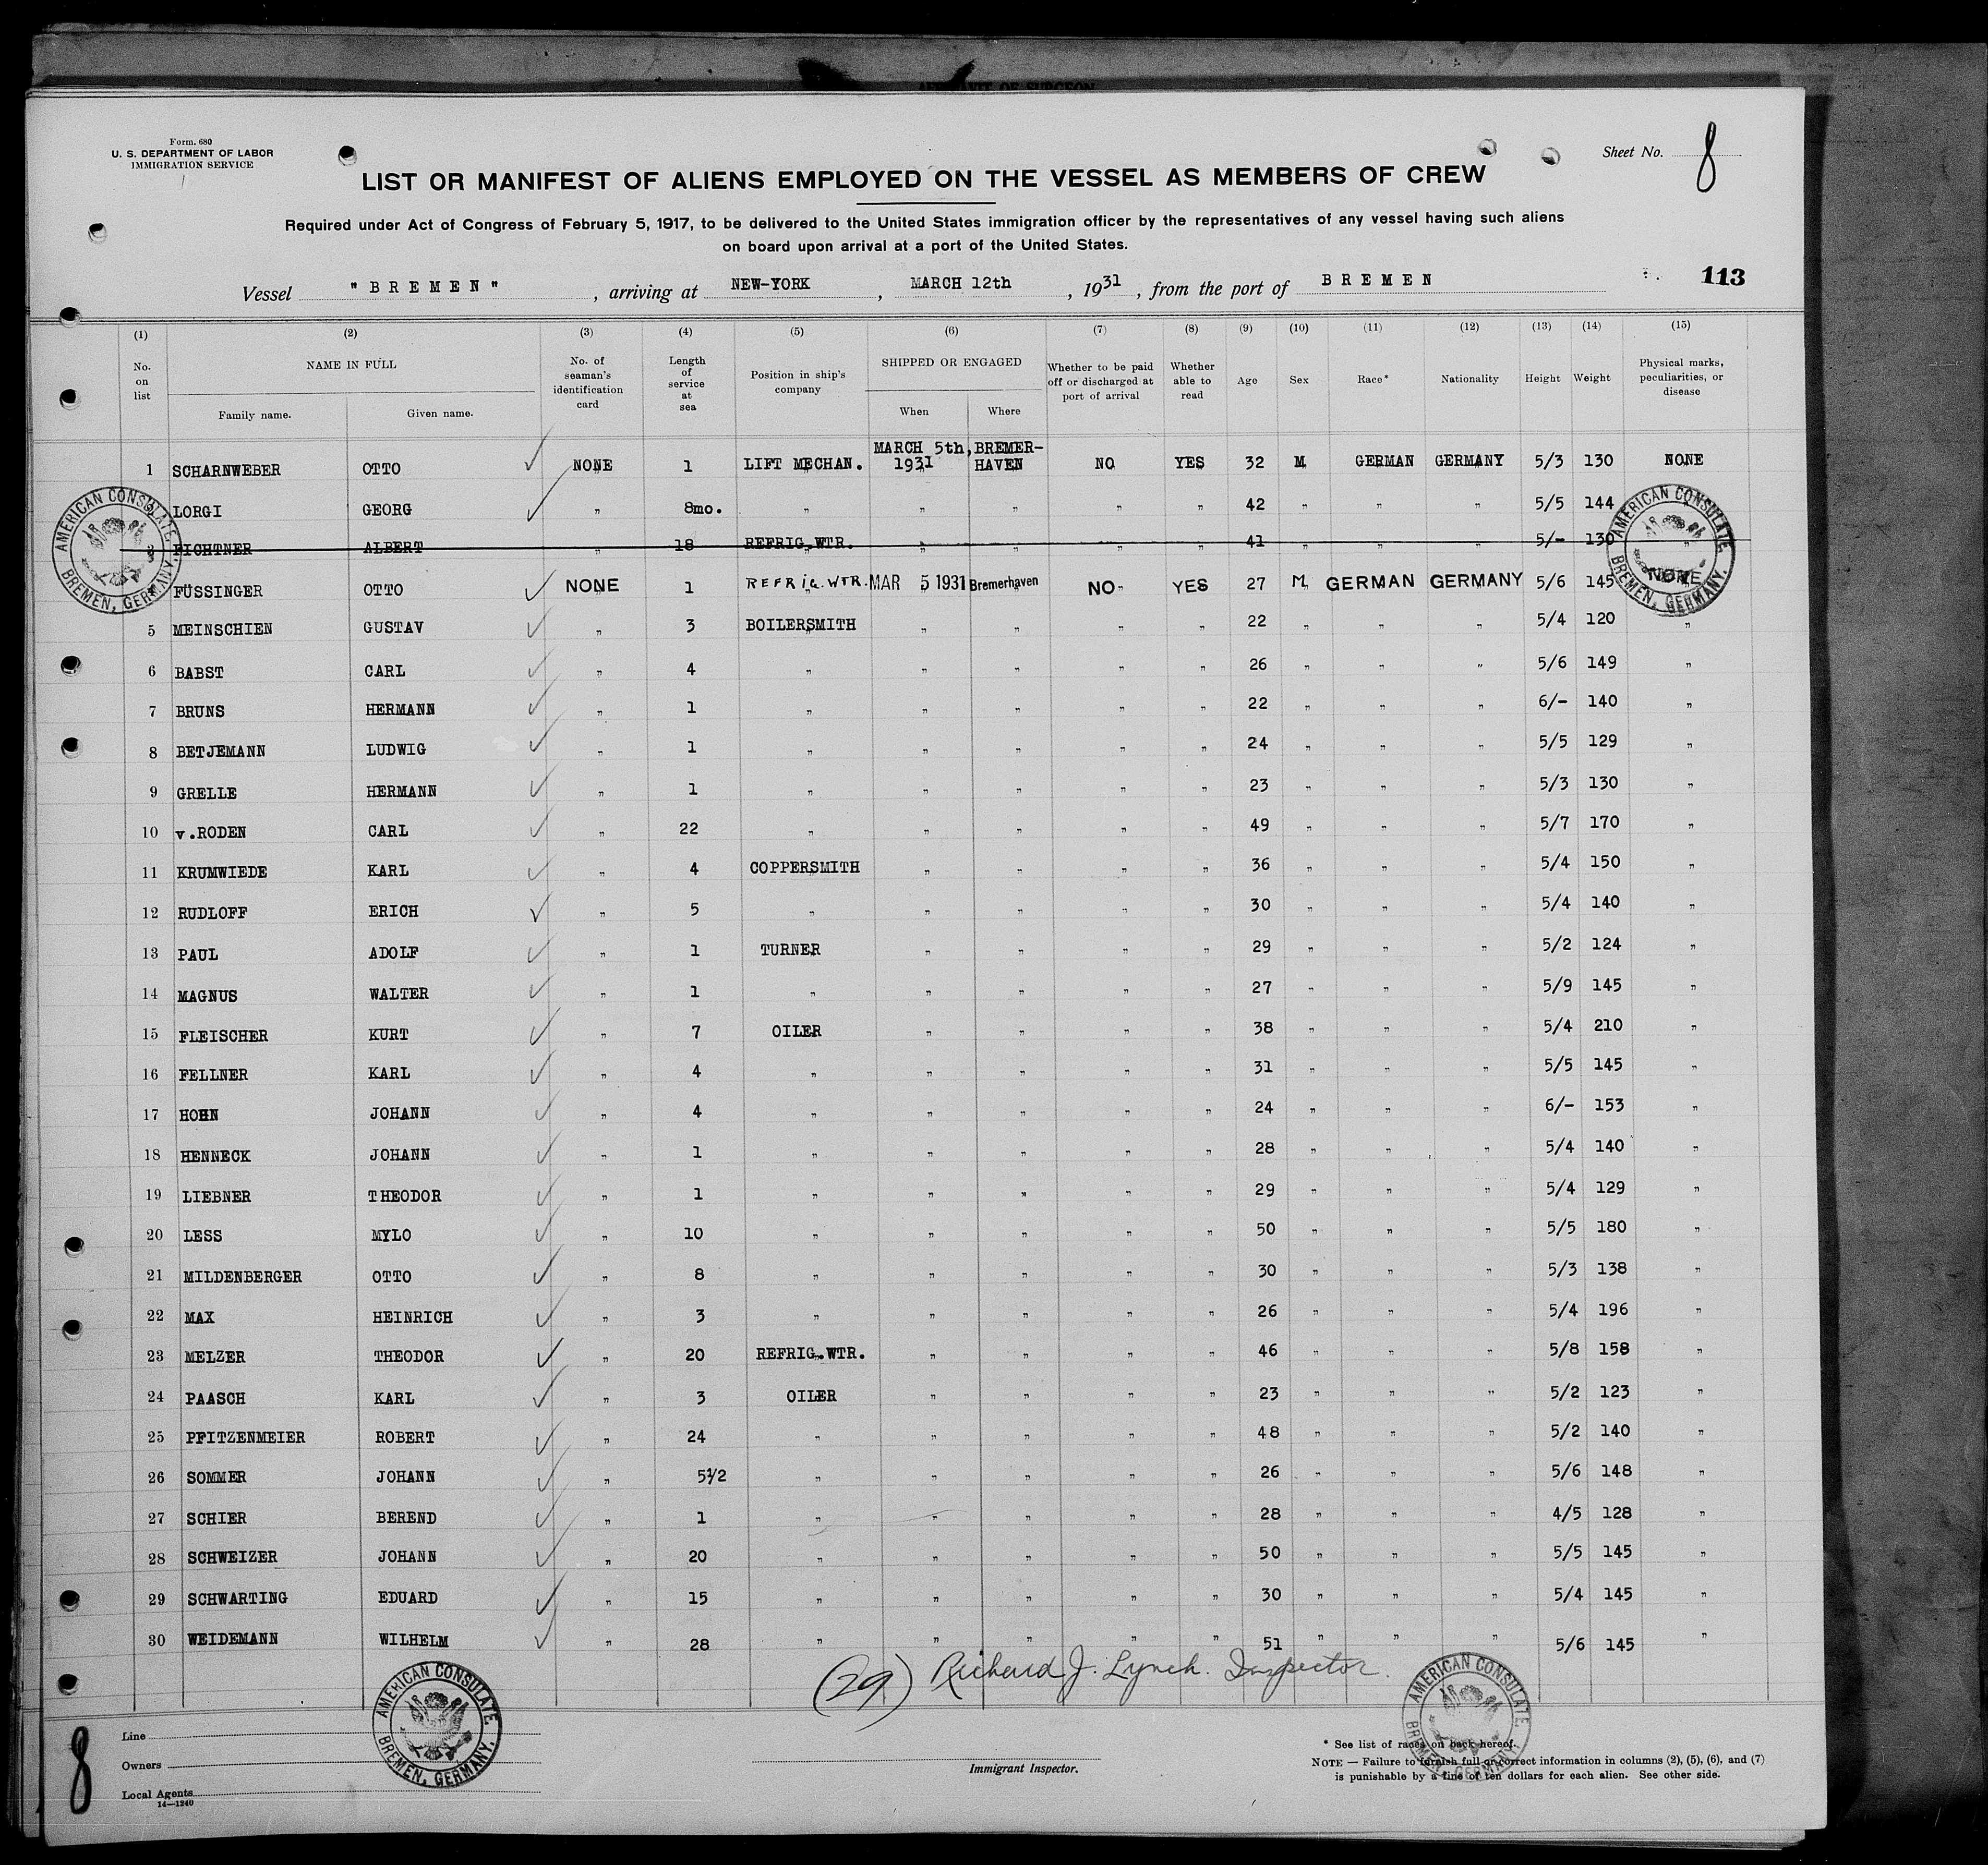 AFFIDAVIT OF SURGEON
Form. 680
U. S. DEPARTMENT OF LABOR
IMMIGRATION SERVICE
Sheet No. 8
LIST OR MANIFEST OF ALIENS EMPLOYED ON THE VESSEL AS MEMBERS OF CREW
Required under Act of Congress of February 5, 1917, to be delivered to the United States immigration officer by the representatives of any vessel having such aliens
on board upon arrival at a port of the United States.
Vessel "BREMEN", arriving at NEW-YORK, MARCH 12th, 1931, from the port of BREMEN 113
(1) (2) (3) (4) (5) (6) (7) (8) (9) (10) (11) (12) (13) (14) (15)
No. on list NAME IN FULL Family name. Given name. No. of seaman's identification card Length of service at sea Position in ship's company SHIPPED OR ENGAGED When Where Whether to be paid off or discharged at port of arrival Whether able to read Age Sex Race* Nationality Height Weight Physical marks, peculiarities, or disease
1 SCHARNWEBER OTTO ✓ NONE 1 LIFT MECHAN. MARCH 5th, 1931 BREMER-HAVEN NO YES 32 M GERMAN GERMANY 5/3 130 NONE
LORGI GEORG ✓ " 8mo. " " " " " 42 " " " 5/5 144
3 FICHTNER ALBERT " 18 REFRIG.WTR. " " " " 41 " " " 5/- 130 "
FÜSSINGER OTTO ✓ NONE 1 REFRIG.WTR. MAR 5 1931 Bremerhaven NO YES 27 M GERMAN GERMANY 5/6 145 NONE
5 MEINSCHIEN GUSTAV ✓ " 3 BOILERSMITH " " " " 22 " " " 5/4 120 "
6 BABST CARL ✓ " 4 " " " " " 26 " " " 5/6 149 "
7 BRUNS HERMANN ✓ " 1 " " " " " 22 " " " 6/- 140 "
8 BETJEMANN LUDWIG ✓ " 1 " " " " " 24 " " " 5/5 129 "
9 GRELLE HERMANN ✓ " 1 " " " " " 23 " " " 5/3 130 "
10 v.RODEN CARL ✓ " 22 " " " " " 49 " " " 5/7 170 "
11 KRUMWIEDE KARL ✓ " 4 COPPERSMITH " " " " 36 " " " 5/4 150 "
12 RUDLOFF ERICH ✓ " 5 " " " " " 30 " " " 5/4 140 "
13 PAUL ADOLF ✓ " 1 TURNER " " " " 29 " " " 5/2 124 "
14 MAGNUS WALTER ✓ " 1 " " " " " 27 " " " 5/9 145 "
15 FLEISCHER KURT ✓ " 7 OILER " " " " 38 " " " 5/4 210 "
16 FELLNER KARL ✓ " 4 " " " " " 31 " " " 5/5 145 "
17 HOHN JOHANN ✓ " 4 " " " " " 24 " " " 6/- 153 "
18 HENNECK JOHANN ✓ " 1 " " " " " 28 " " " 5/4 140 "
19 LIEBNER THEODOR ✓ " 1 " " " " " 29 " " " 5/4 129 "
20 LESS MYLO ✓ " 10 " " " " " 50 " " " 5/5 180 "
21 MILDENBERGER OTTO ✓ " 8 " " " " " 30 " " " 5/3 138 "
22 MAX HEINRICH ✓ " 3 " " " " " 26 " " " 5/4 196 "
23 MELZER THEODOR ✓ " 20 REFRIG.WTR. " " " " 46 " " " 5/8 158 "
24 PAASCH KARL ✓ " 3 OILER " " " " 23 " " " 5/2 123 "
25 PFITZENMEIER ROBERT ✓ " 24 " " " " " 48 " " " 5/2 140 "
26 SOMMER JOHANN ✓ " 5½ " " " " " 26 " " " 5/6 148 "
27 SCHIER BEREND ✓ " 1 " " " " " 28 " " " 4/5 128 "
28 SCHWEIZER JOHANN ✓ " 20 " " " " " 50 " " " 5/5 145 "
29 SCHWARTING EDUARD ✓ " 15 " " " " " 30 " " " 5/4 145 "
30 WEIDEMANN WILHELM ✓ " 28 " " " " " 51 " " " 5/6 145 "
AMERICAN CONSULATE. BREMEN, GERMANY.
AMERICAN CONSULATE. BREMEN, GERMANY.
(29) Richard J. Lynch. Inspector.
AMERICAN CONSULATE. BREMEN, GERMANY.
AMERICAN CONSULATE. BREMEN, GERMANY.
8
Line
Owners
Local Agents
14—1240
Immigrant Inspector.
* See list of races on back hereof.
NOTE — Failure to furnish full or correct information in columns (2), (5), (6), and (7)
is punishable by a fine of ten dollars for each alien. See other side.